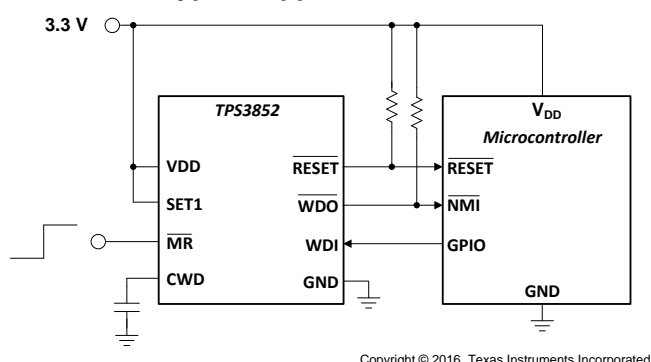 3.3 V
TPS3852
VDD
SET1
MR
CWD
RESET
WDO
WDI
GND
VDD
Microcontroller
RESET
NMI
GPIO
GND
Copyright © 2016, Texas Instruments Incorporated